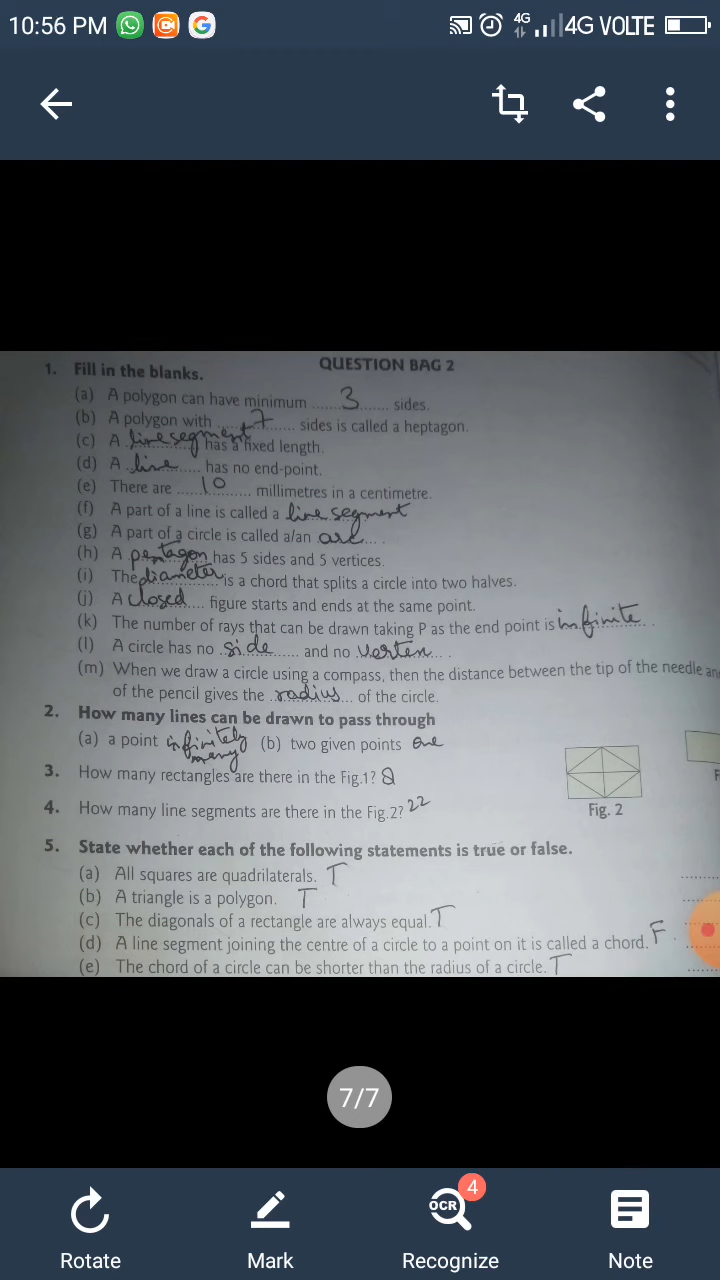 10:56 PM
4G
4G VOLTE
QUESTION BAG 2
1. Fill in the blanks.
(a) A polygon can have minimum ...3... sides.
(b) A polygon with ...7... sides is called a heptagon.
(c) A line segment has a fixed length.
(d) A line has no end-point.
(e) There are ...10... millimetres in a centimetre.
(f) A part of a line is called a line segment
(g) A part of a circle is called a/an arc....
(h) A pentagon has 5 sides and 5 vertices.
(i) The diameter is a chord that splits a circle into two halves.
(j) A closed.... figure starts and ends at the same point.
(k) The number of rays that can be drawn taking P as the end point is infinite.
(l) A circle has no .side....... and no .verten.... .
(m) When we draw a circle using a compass, then the distance between the tip of the needle an
of the pencil gives the ..radius... of the circle.
2. How many lines can be drawn to pass through
(a) a point infinitely many (b) two given points one
3. How many rectangles are there in the Fig.1?
4. How many line segments are there in the Fig.2? 22
F
Fig. 2
5. State whether each of the following statements is true or false.
(a) All squares are quadrilaterals. T
(b) A triangle is a polygon. T
(c) The diagonals of a rectangle are always equal. T
(d) A line segment joining the centre of a circle to a point on it is called a chord. F.
(e) The chord of a circle can be shorter than the radius of a circle. T
7/7
4
OCR
Rotate
Mark
Recognize
Note